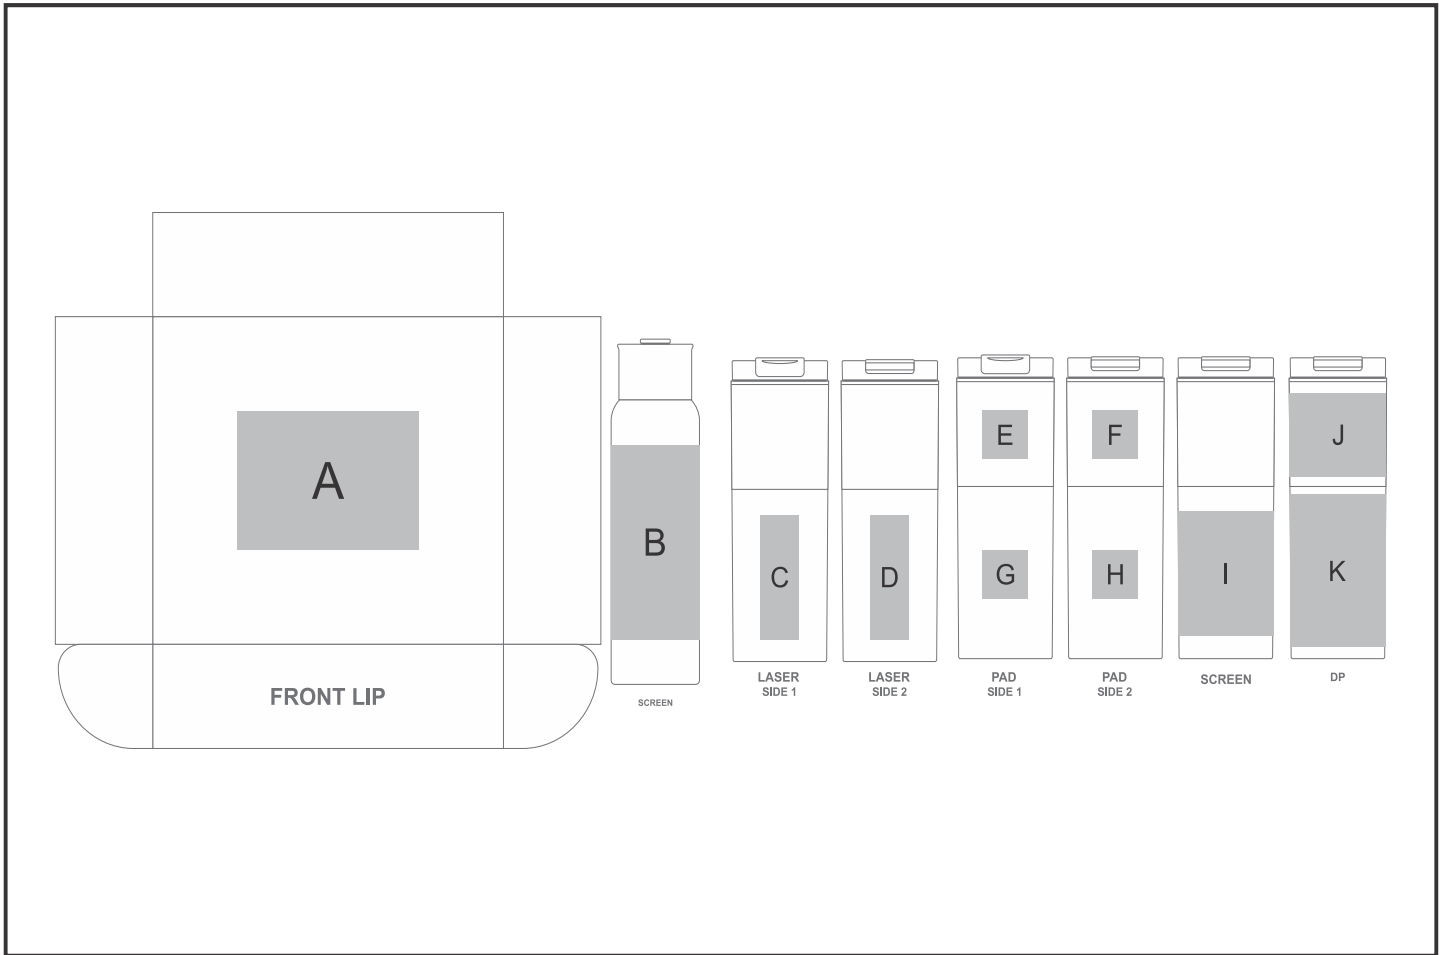 A
FRONT LIP
B
SCREEN
C
LASER
SIDE 1
D
LASER
SIDE 2
E
G
PAD
SIDE 1
F
H
PAD
SIDE 2
I
SCREEN
J
K
DP